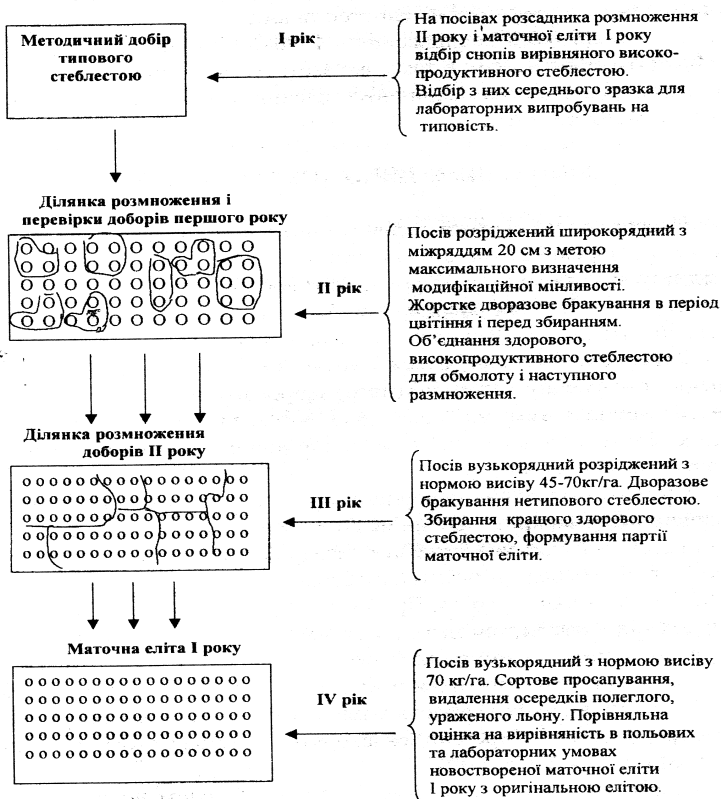 Методичний добір
типового
стеблестою
I рік
На посівах розсадника розмноження
II року і маточної еліти I року
відбір снопів вирівняного високо-
продуктивного стеблестою.
Відбір з них середнього зразка для
лабораторних випробувань на
типовість.
Ділянка розмноження і
перевірки доборів першого року
II рік
Посів розріджений широкорядний з
міжряддям 20 см з метою
максимального визначення
модифікаційної мінливості.
Жорстке дворазове бракування в період
цвітіння і перед збиранням.
Об’єднання здорового,
високопродуктивного стеблестою
для обмолоту і наступного
размноження.
Ділянка розмноження
доборів II року
III рік
Посів вузькорядний розріджений з
нормою висіву 45-70кг/га. Дворазове
бракування нетипового стеблестою.
Збирання кращого здорового
стеблестою, формування партії
маточної еліти.
Маточна еліта I року
IV рік
Посів вузькорядний з нормою висіву
70 кг/га. Сортове просапування,
видалення осередків полеглого,
ураженого льону. Порівняльна
оцінка на вирівняність в польових
та лабораторних умовах
новоствореної маточної еліти
I року з оригінальною елітою.